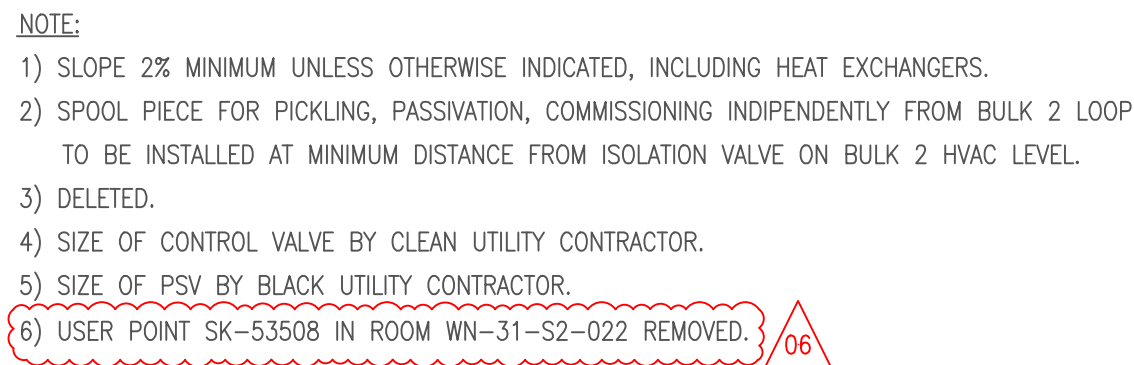 NOTE:
1) SLOPE 2% MINIMUM UNLESS OTHERWISE INDICATED, INCLUDING HEAT EXCHANGERS.
2) SPOOL PIECE FOR PICKLING, PASSIVATION, COMMISSIONING INDIPENDENTLY FROM BULK 2 LOOP
TO BE INSTALLED AT MINIMUM DISTANCE FROM ISOLATION VALVE ON BULK 2 HVAC LEVEL.
3) DELETED.
4) SIZE OF CONTROL VALVE BY CLEAN UTILITY CONTRACTOR.
5) SIZE OF PSV BY BLACK UTILITY CONTRACTOR.
6) USER POINT SK-53508 IN ROOM WN-31-S2-022 REMOVED.
06